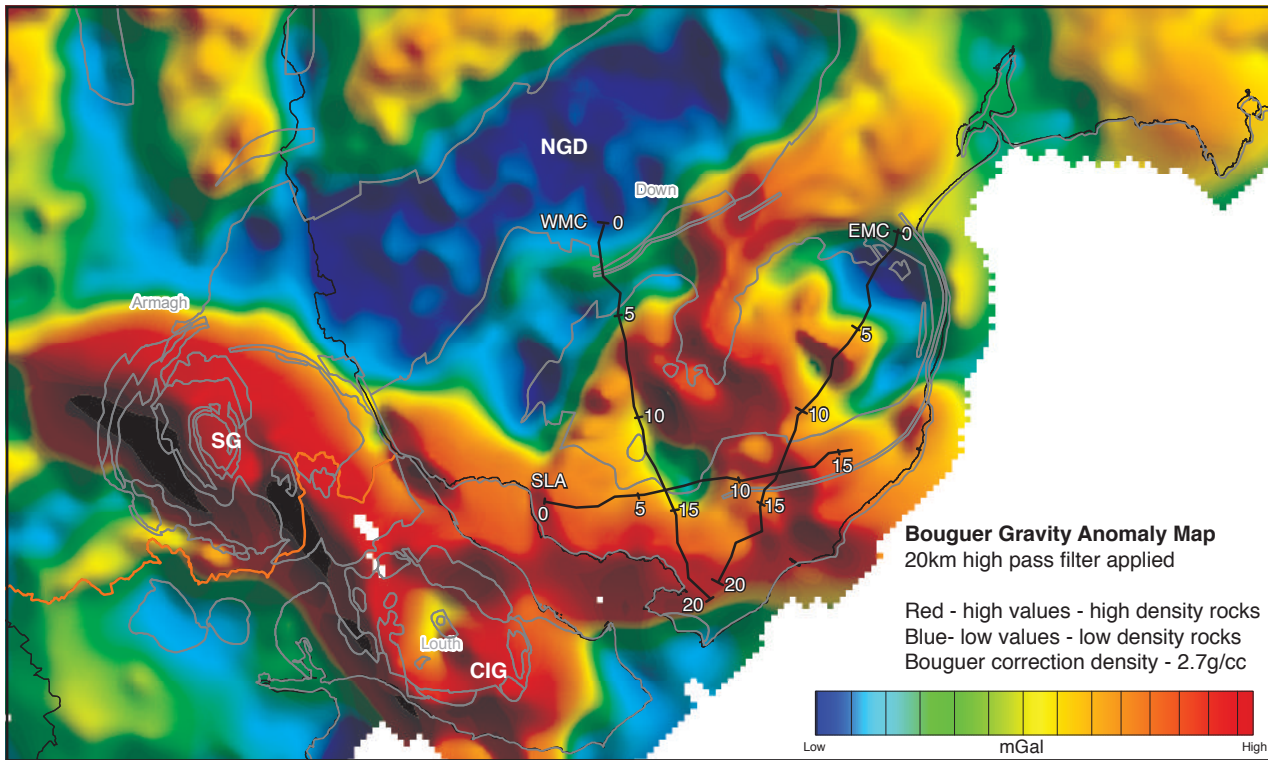 NGD
Down
WMC
0
EMC
0
Armagh
5
5
10
10
SG
SLA
0
5
10
15
15
15
20
20
Louth
CIG
Bouguer Gravity Anomaly Map
20km high pass filter applied
Red - high values - high density rocks
Blue- low values - low density rocks
Bouguer correction density - 2.7g/cc
Low
mGal
High